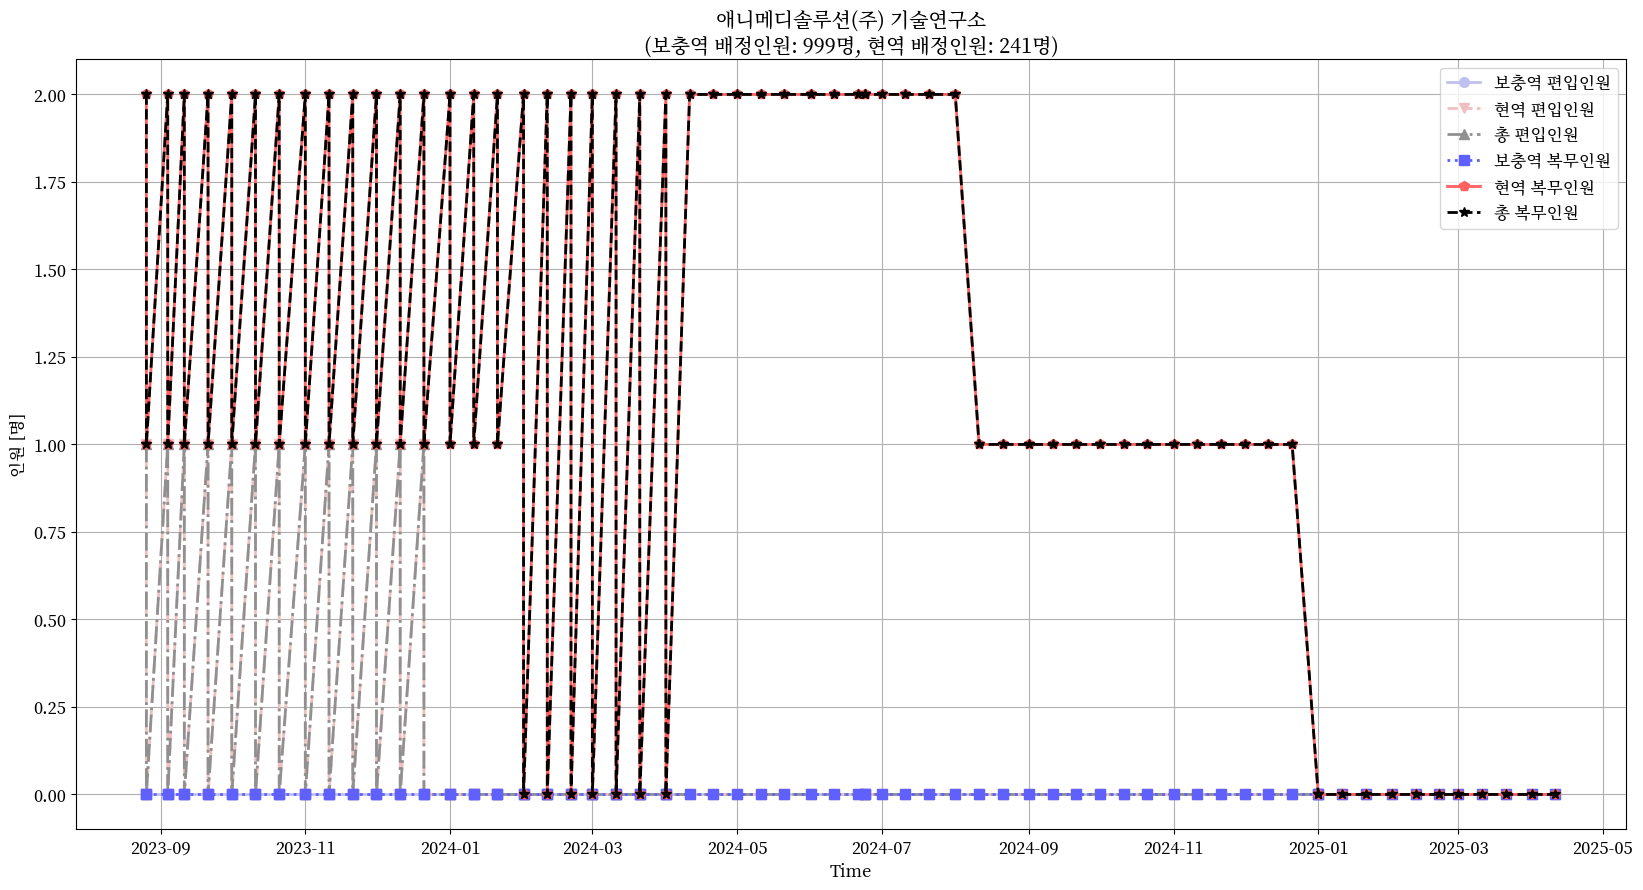 애니메디솔루션(주) 기술연구소
(보충역 배정인원: 999명, 현역 배정인원: 241명)
보충역 편입인원
현역 편입인원
총 편입인원
보충역 복무인원
현역 복무인원
총 복무인원
인원 [명]
2.00
1.75
1.50
1.25
1.00
0.75
0.50
0.25
0.00
2023-09 2023-11 2024-01 2024-03 2024-05 2024-07 2024-09 2024-11 2025-01 2025-03 2025-05
Time